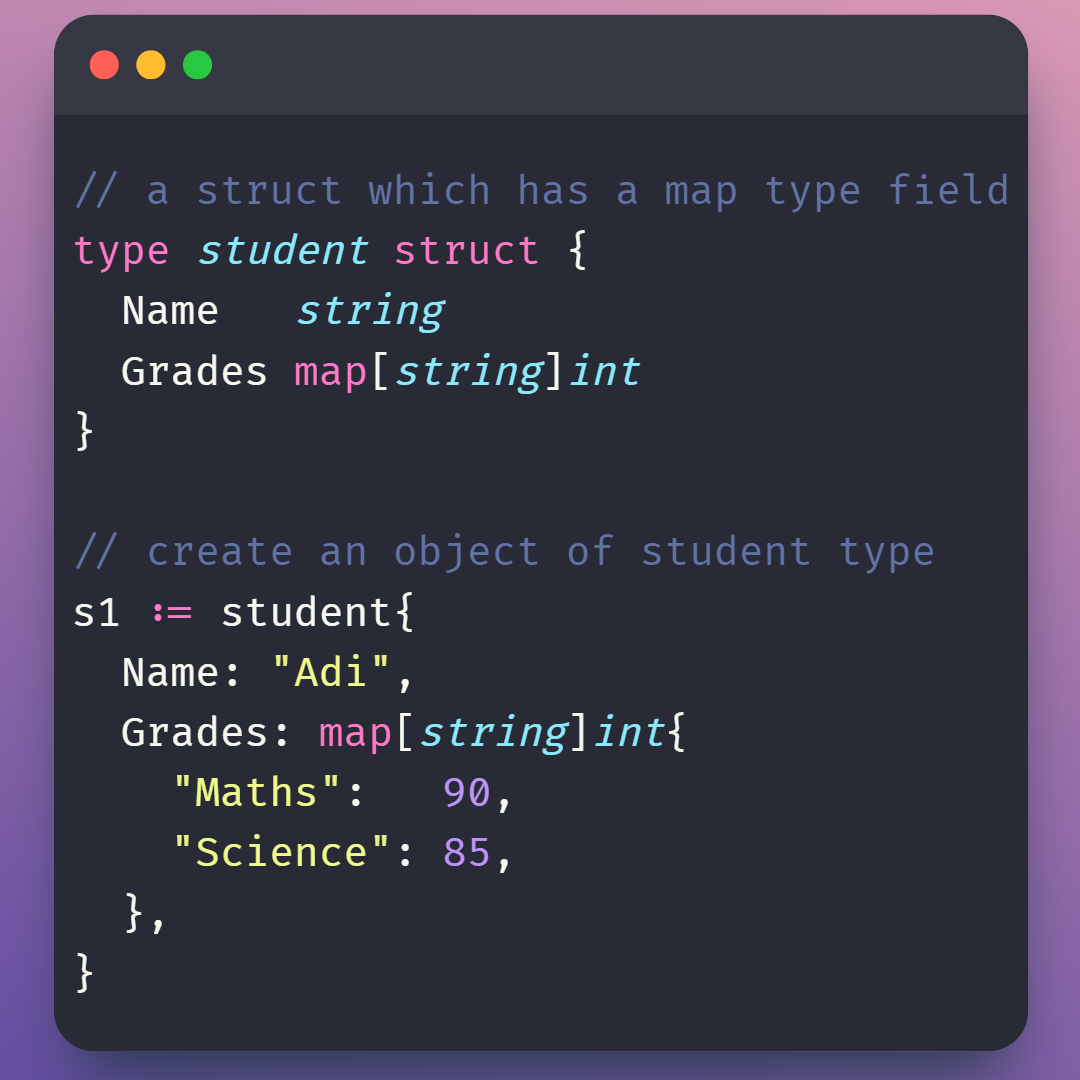 // a struct which has a map type field
type student struct {
  Name   string
  Grades map[string]int
}

// create an object of student type
s1 := student{
  Name: "Adi",
  Grades: map[string]int{
    "Maths":   90,
    "Science": 85,
  },
}